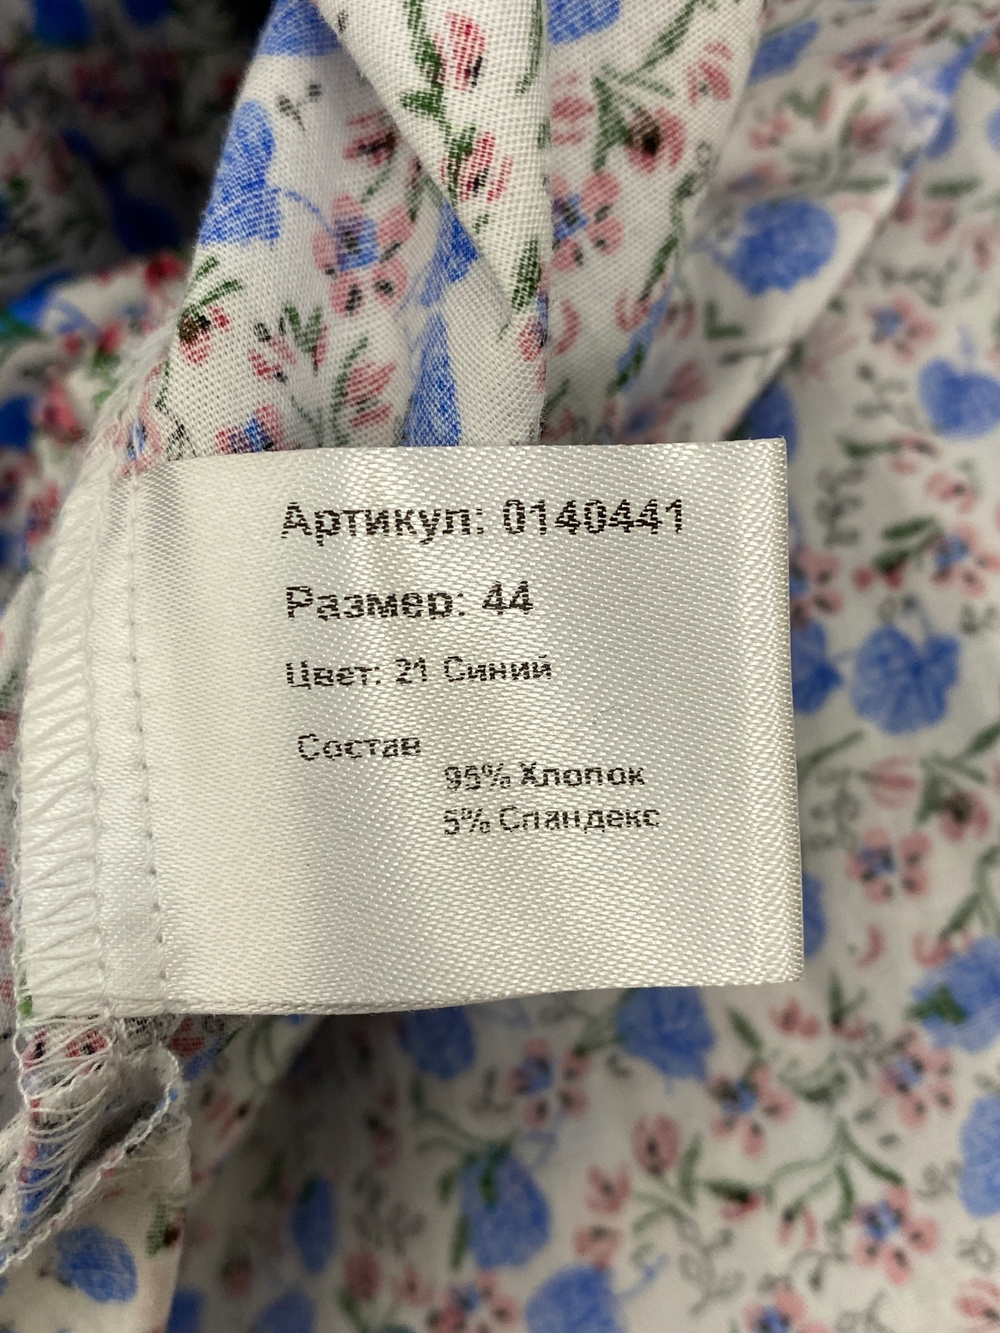 Артикул: 0140441
Размер: 44
Цвет: 21 Синий
Состав
95% Хлопок
5% Спандекс